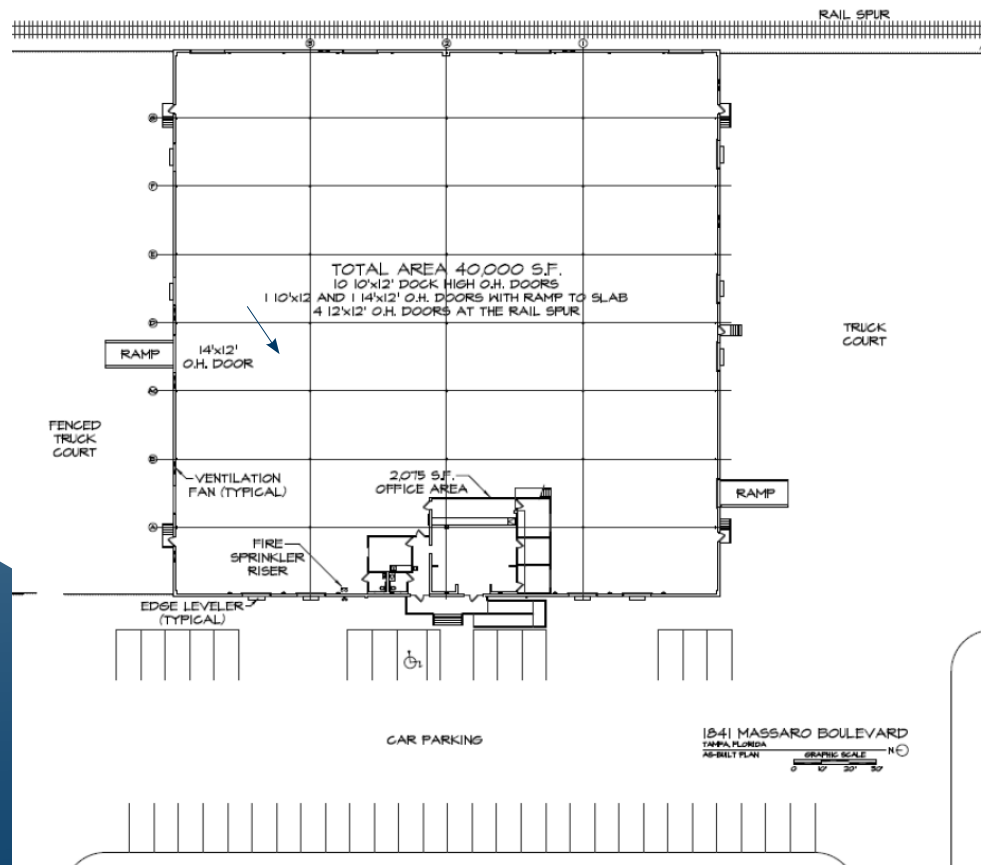 RAIL SPUR
3
2
1
TOTAL AREA 40,000 S.F.
10 10'x12' DOCK HIGH O.H. DOORS
1 10'x12 AND 1 14'x12' O.H. DOORS WITH RAMP TO SLAB
4 12'x12' O.H. DOORS AT THE RAIL SPUR
F
E
D
RAMP
14'x12'
O.H. DOOR
TRUCK
COURT
C
FENCED
TRUCK
COURT
B
VENTILATION
FAN (TYPICAL)
2,075 S.F.
OFFICE AREA
RAMP
A
FIRE
SPRINKLER
RISER
EDGE LEVELER
(TYPICAL)
CAR PARKING
1841 MASSARO BOULEVARD
TAMPA, FLORIDA
AS-BUILT PLAN
GRAPHIC SCALE
N
0 10' 20' 30'